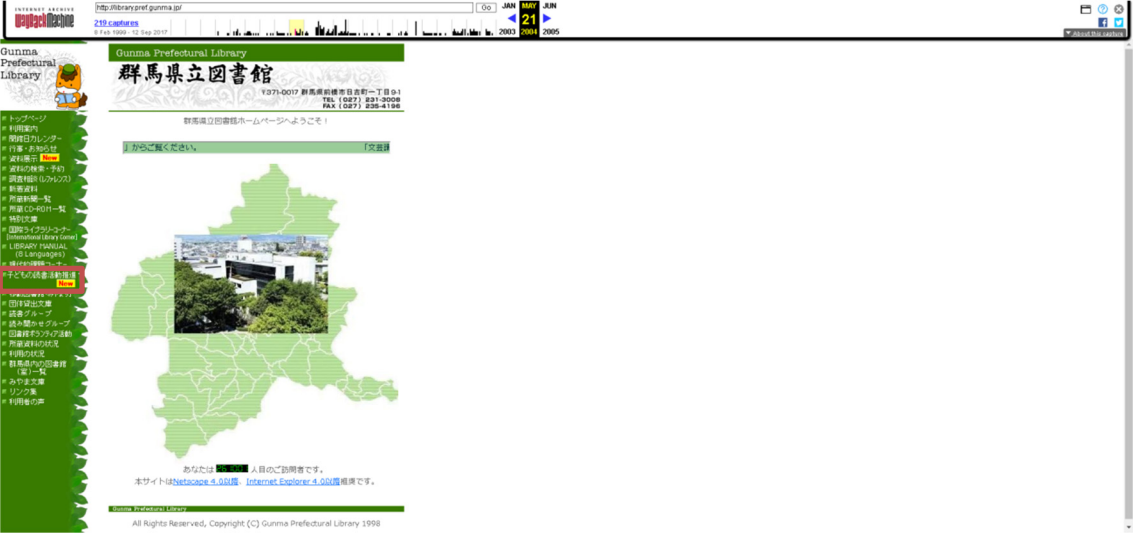 INTERNET ARCHIVE
WayBackMachine
http://library.pref.gunma.jp/
Go
JAN MAY JUN
219 captures
21
6 Feb 1999 - 12 Sep 2017
2003 2004 2005
About this capture
Gunma
Prefectural
Library
トップページ
利用案内
開館日カレンダー
行事・お知らせ
資料展示 New
資料の検索・予約
調査相談(レファレンス)
新着資料
所蔵新聞一覧
所蔵CD-ROM一覧
特別文庫
国際ライブラリーコーナー
[International Library Corner]
LIBRARY MANUAL
(8 Languages)
子どもの読書活動推進
New
団体貸出文庫
読書グループ
読み聞かせグループ
図書館ボランティア活動
所蔵資料の状況
利用の状況
群馬県内の図書館
(室)一覧
みやま文庫
リンク集
利用者の声
Gunma Prefectural Library
群馬県立図書館
〒371-0017 群馬県前橋市日吉町一丁目9-1
TEL (027) 231-3008
FAX (027) 235-4196
群馬県立図書館ホームページへようこそ!
」からご覧ください。 「文芸
あなたは 人目のご訪問者です。
本サイトはNetscape 4.0以降、Internet Explorer 4.0以降推奨です。
Gunma Prefectural Library
All Rights Reserved, Copyright (C) Gunma Prefectural Library 1998